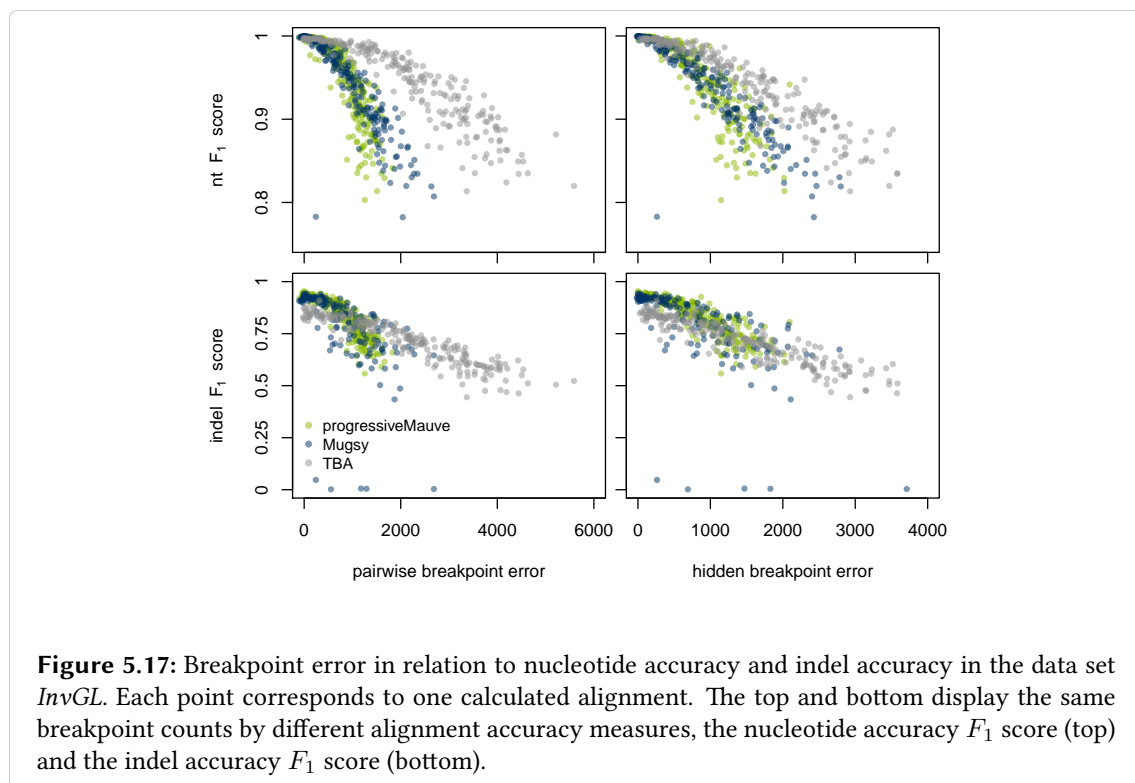 nt F1 score
1
0.9
0.8
indel F1 score
1
0.75
0.5
0.25
0
progressiveMauve
Mugsy
TBA
0 2000 4000 6000
0 1000 2000 3000 4000
pairwise breakpoint error
hidden breakpoint error
Figure 5.17: Breakpoint error in relation to nucleotide accuracy and indel accuracy in the data set
InvGL. Each point corresponds to one calculated alignment. The top and bottom display the same
breakpoint counts by different alignment accuracy measures, the nucleotide accuracy F1 score (top)
and the indel accuracy F1 score (bottom).